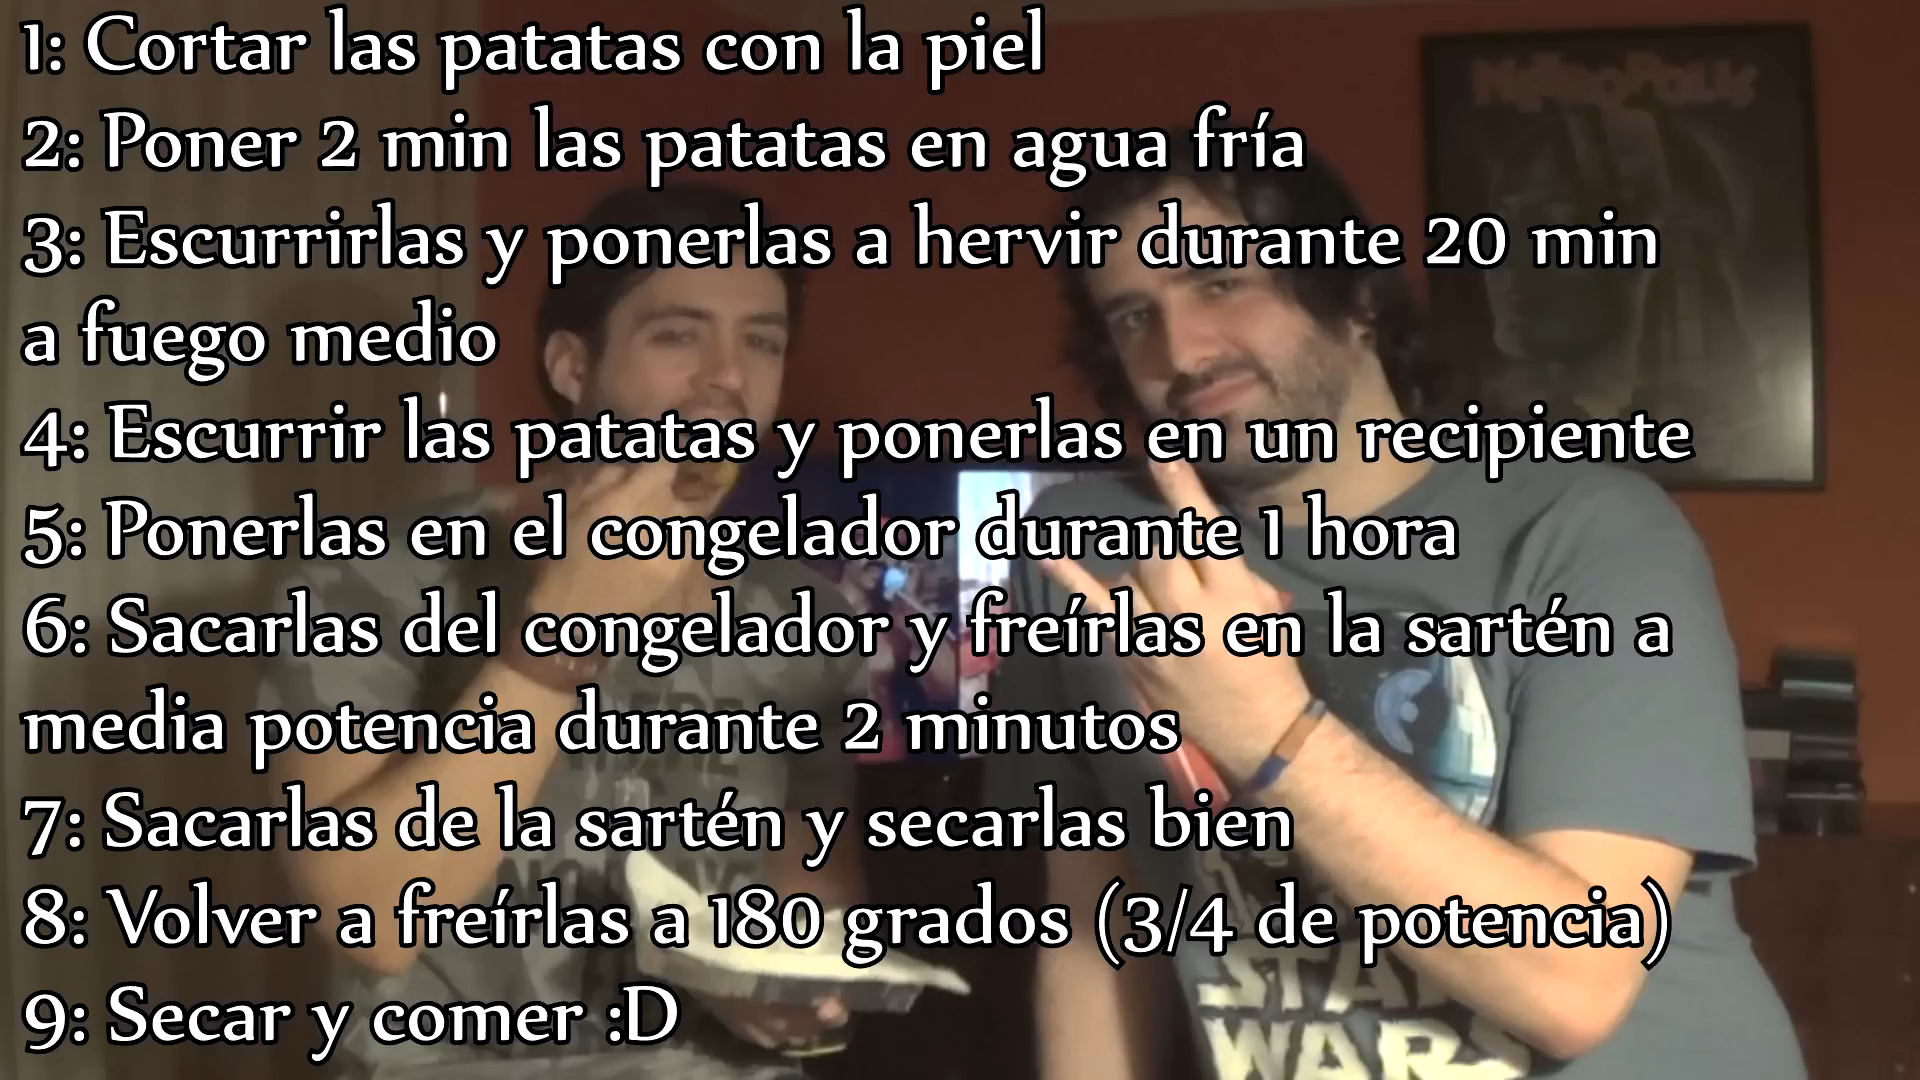 1: Cortar las patatas con la piel
2: Poner 2 min las patatas en agua fría
3: Escurrirlas y ponerlas a hervir durante 20 min
a fuego medio
4: Escurrir las patatas y ponerlas en un recipiente
5: Ponerlas en el congelador durante 1 hora
6: Sacarlas del congelador y freírlas en la sartén a
media potencia durante 2 minutos
7: Sacarlas de la sartén y secarlas bien
8: Volver a freírlas a 180 grados (3/4 de potencia)
9: Secar y comer :D
METROPOLIS
STAR
WARS